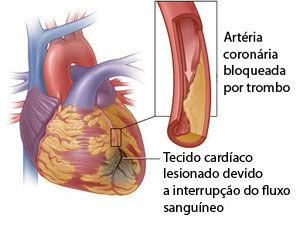 Artéria
coronária
bloqueada
por trombo
Tecido cardíaco
lesionado devido
a interrupção do fluxo
sanguíneo